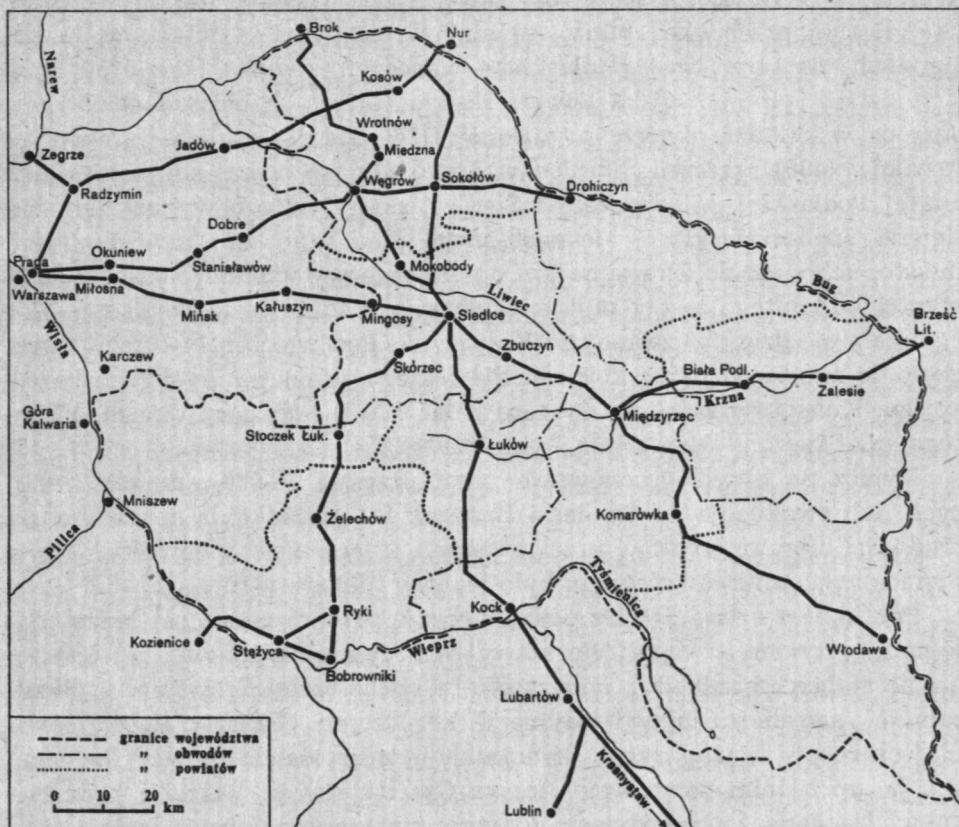 Brok
Nur
Narew
Kosów
Wrotnów
Zegrze
Jadów
Miedzna
Radzymin
Węgrów
Sokołów
Drohiczyn
Dobre
Okuniew
Stanisławów
Mokobody
Praga
Miłosna
Liwiec
Bug
Warszawa
Mińsk
Kałuszyn
Mingosy
Siedlce
Brześć
Lit.
Wisła
Zbuczyn
Karczew
Skórzec
Biała Podl.
Krzna
Zalesie
Międzyrzec
Góra
Kalwaria
Stoczek Łuk.
Łuków
Mniszew
Żelechów
Komarówka
Pilica
Tyśmienica
Ryki
Kock
Kozienice
Stężyca
Wieprz
Włodawa
Bobrowniki
Lubartów
granice województwa
„ obwodów
„ powiatów
Krasnystaw
0 10 20
km
Lublin